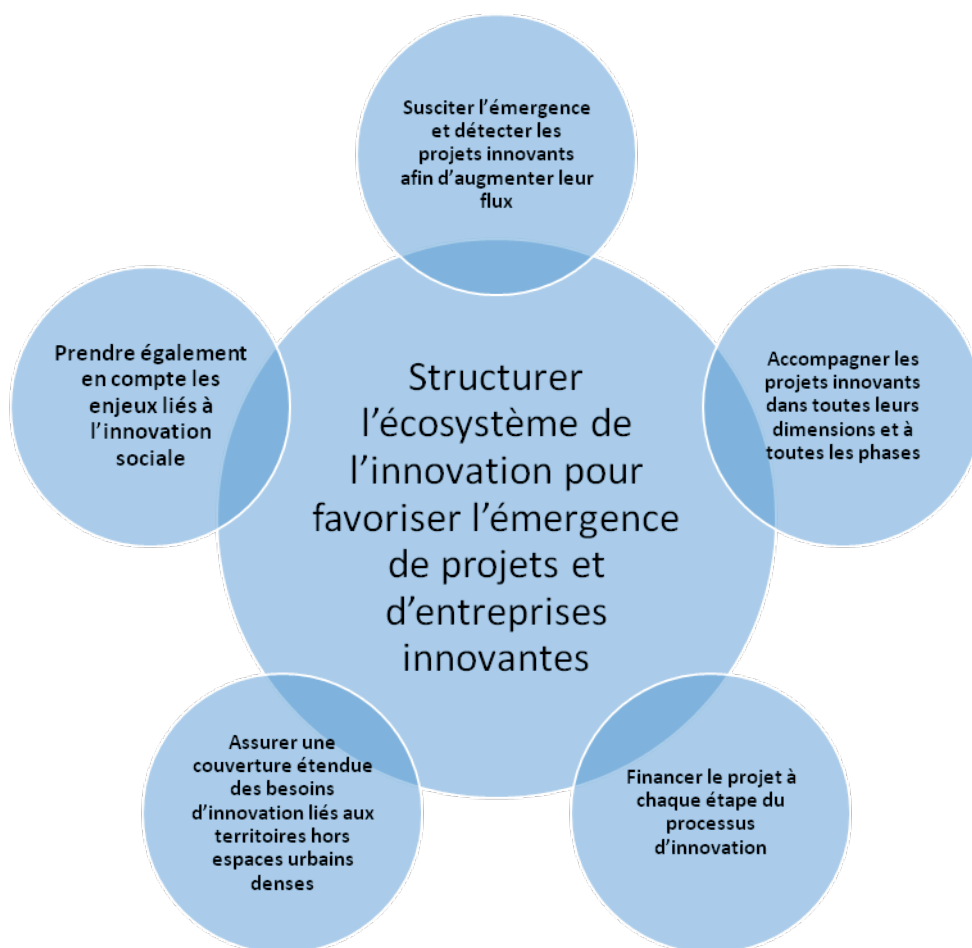 Susciter l’émergence
et détecter les
projets innovants
afin d'augmenter leur
flux
Prendre également
en compte les
enjeux liés à
l’innovation
sociale
Structurer
l’écosystème de
l’innovation pour
favoriser l’émergence
de projets et
d’entreprises
innovantes
Accompagner les
projets innovants
dans toutes leurs
dimensions et à
toutes les phases
Assurer une
couverture étendue
des besoins
d’innovation liés aux
territoires hors
espaces urbains
denses
Financer le projet à
chaque étape du
processus
d’innovation